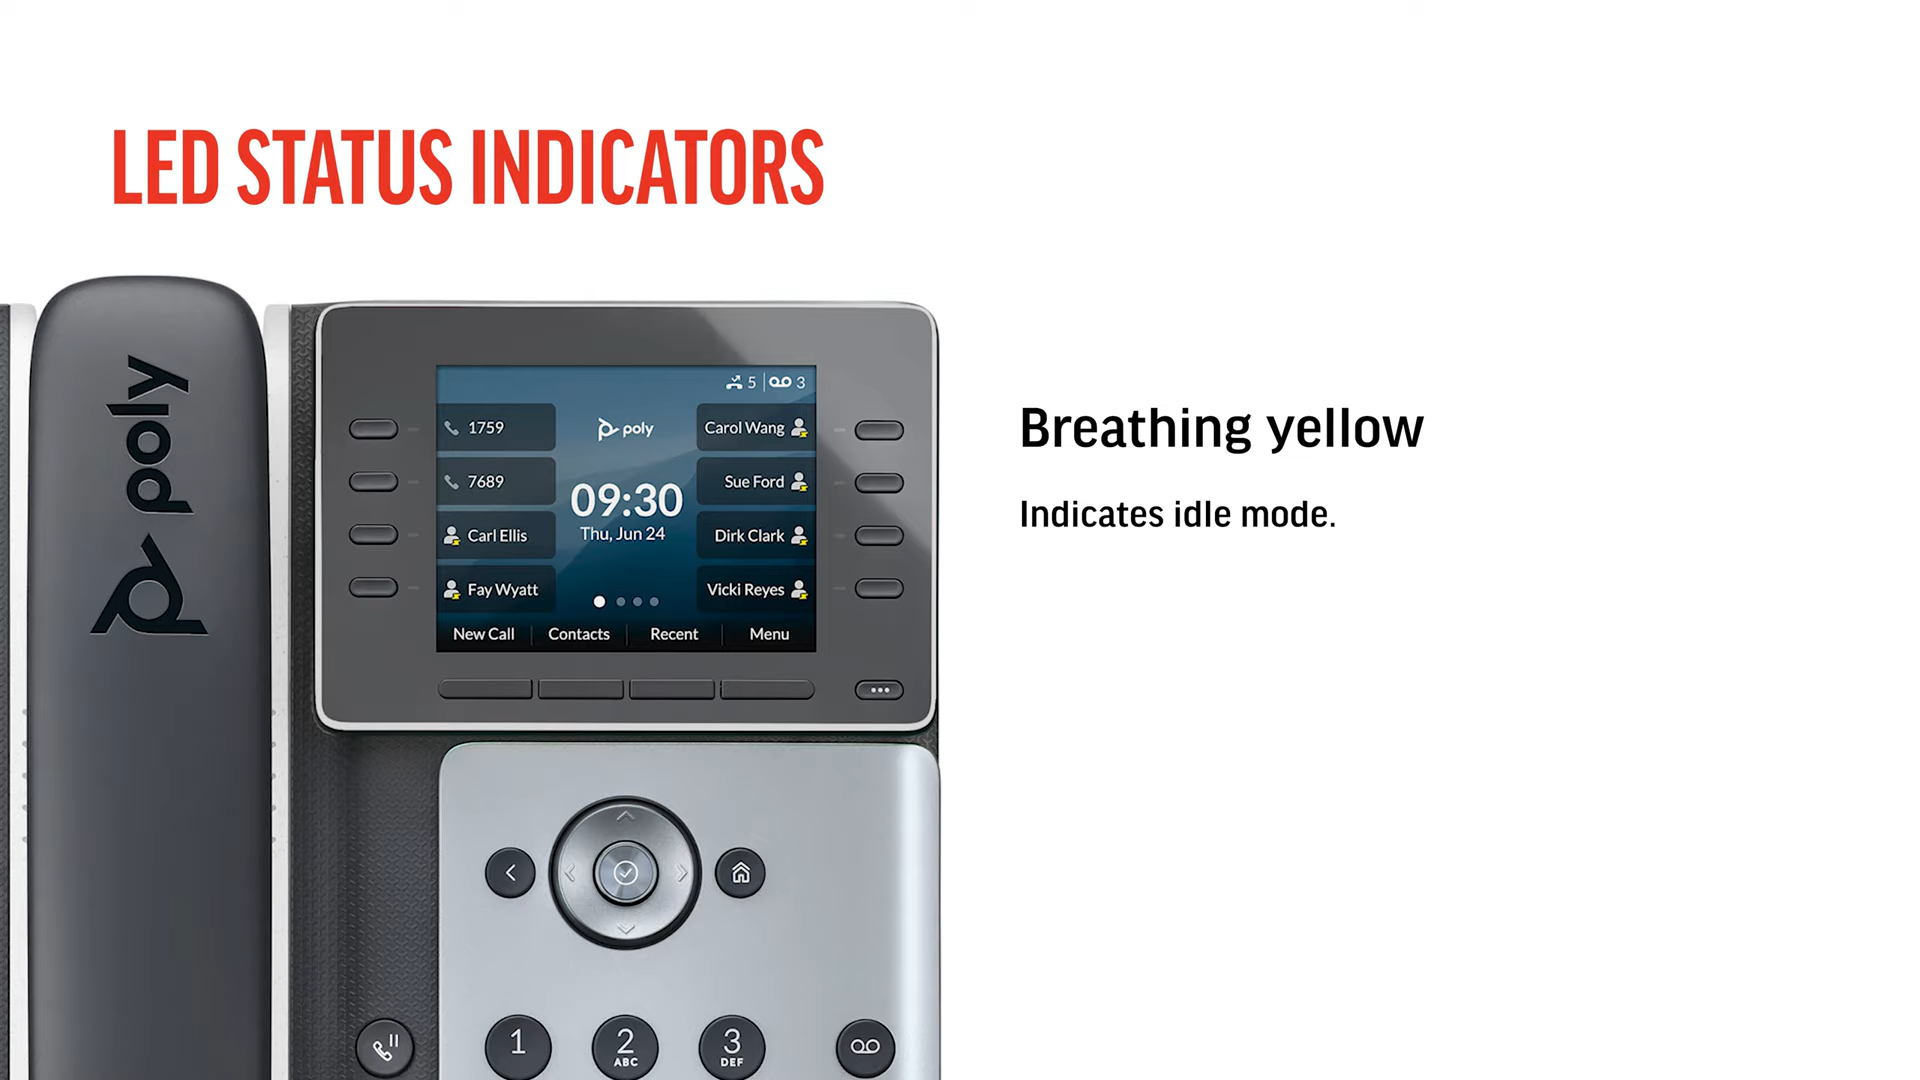 LED STATUS INDICATORS
poly
5 3
1759
poly
Carol Wang
7689
Sue Ford
09:30
Thu, Jun 24
Carl Ellis
Dirk Clark
Fay Wyatt
Vicki Reyes
New Call
Contacts
Recent
Menu
1
2
ABC
3
DEF
Breathing yellow
Indicates idle mode.